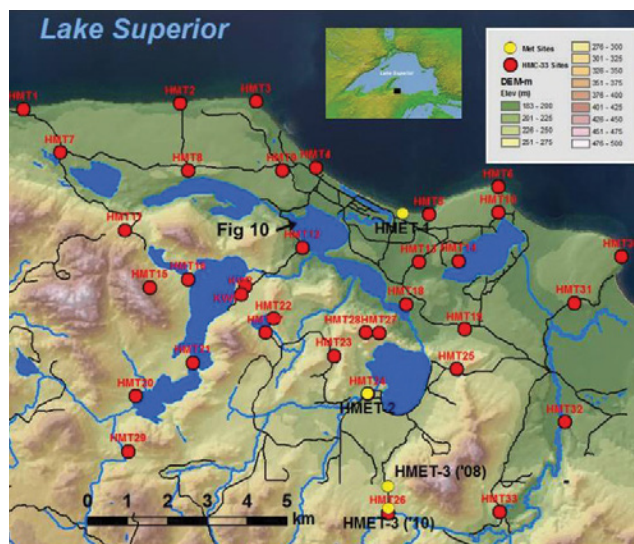 Lake Superior
Lake Superior
Met Sites
HMC-33 Sites
DEM-m
Elev (m)
183 - 200
201 - 225
226 - 250
251 - 275
276 - 300
301 - 325
326 - 350
351 - 375
376 - 400
401 - 425
426 - 450
451 - 475
476 - 500
HMT1
HMT2
HMT3
HMT7
HMT8
HMT4
HMT6
HMT10
HMET-1
Fig 10
HMT17
HMT12
HMT13
HMT14
HMT15
HMT16
HMT31
HMT18
HMT22
HMT28
HMT27
HMT19
HMT23
HMT21
HMT25
HMT20
HMT24
HMET-2
HMT32
HMT29
HMET-3 ('08)
HMT26
HMT33
HMET-3 ('10)
0 1 2 3 4 5
km